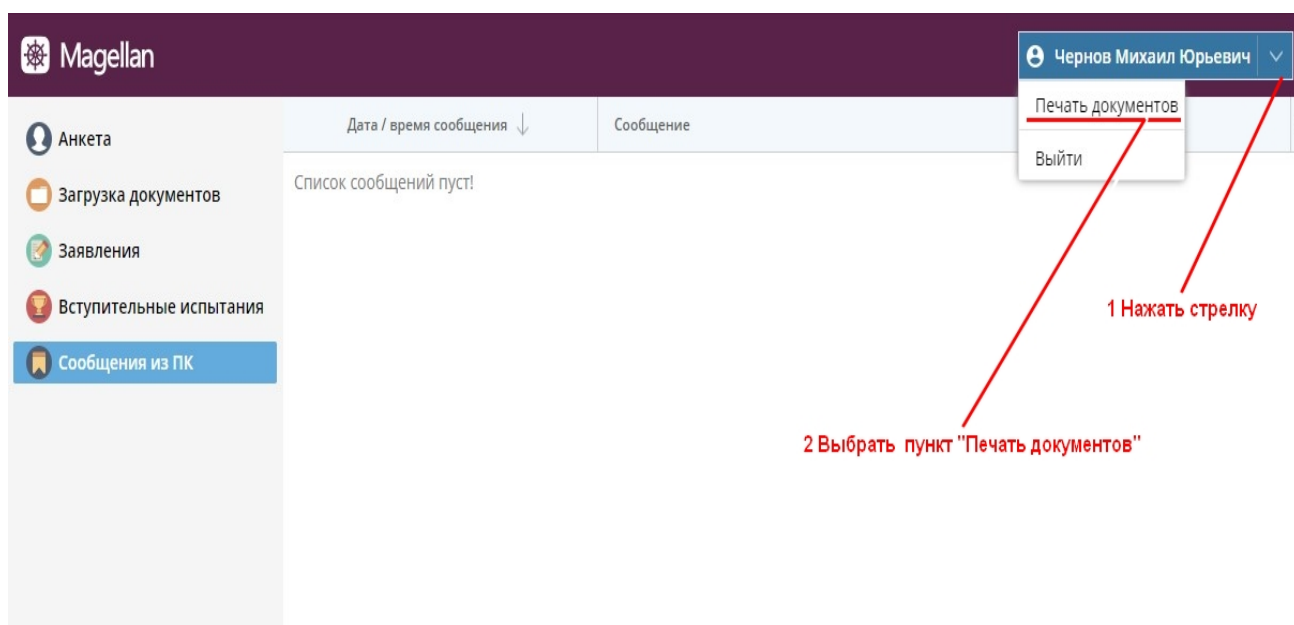 Magellan
Чернов Михаил Юрьевич
Печать документов
Выйти
Анкета
Загрузка документов
Заявления
Вступительные испытания
Сообщения из ПК
Дата / время сообщения
Сообщение
Список сообщений пуст!
1 Нажать стрелку
2 Выбрать пункт "Печать документов"